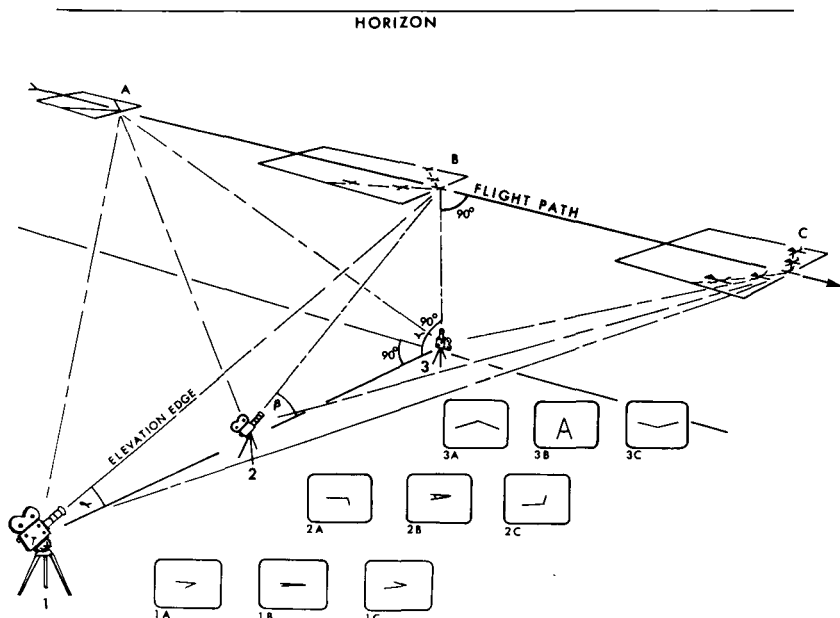 HORIZON
A
B
FLIGHT PATH
90°
C
90°
90°
3
ELEVATION EDGE
β
2
3A
3B
3C
2A
2B
2C
T
1
1A
1B
1C